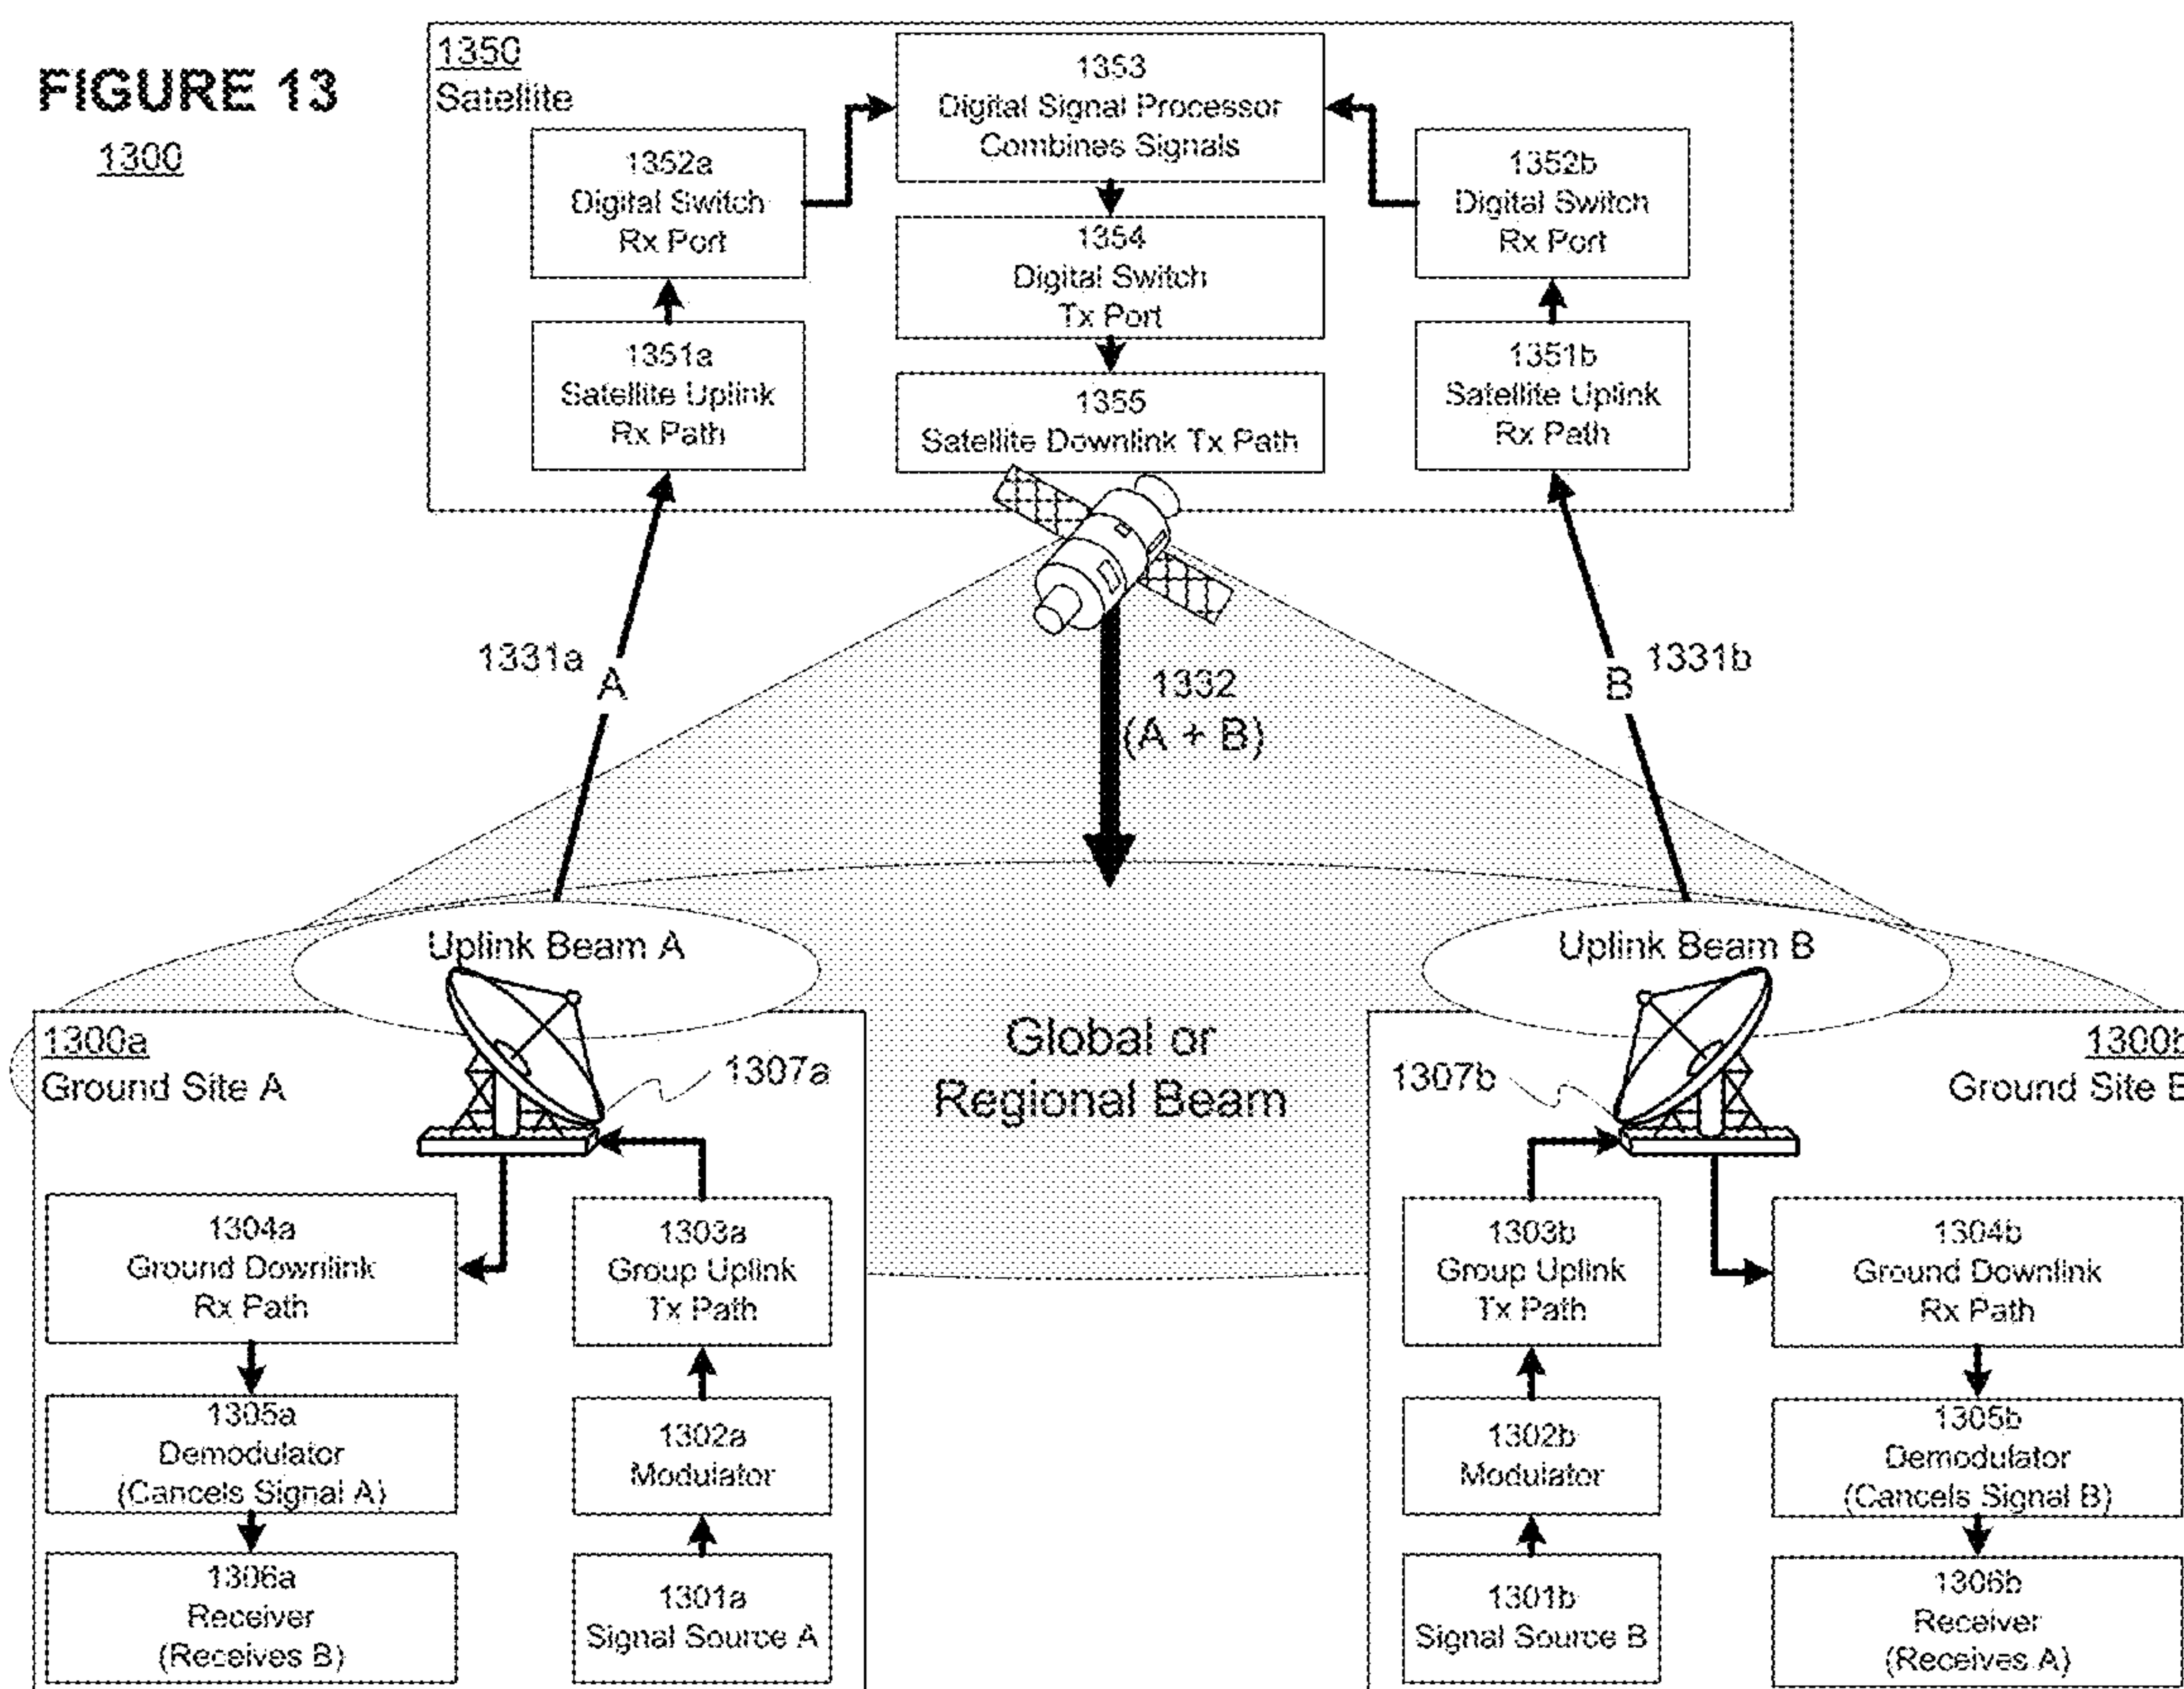 FIGURE 13
1300
1350
Satellite
1353
Digital Signal Processor
Combines Signals
1352a
Digital Switch
Rx Port
1352b
Digital Switch
Rx Port
1354
Digital Switch
Tx Port
1351a
Satellite Uplink
Rx Path
1355
Satellite Downlink Tx Path
1351b
Satellite Uplink
Rx Path
1331a
A
1332
(A + B)
B
1331b
Uplink Beam A
Uplink Beam B
Global or
Regional Beam
1300a
Ground Site A
1307a
1307b
1300b
Ground Site B
1304a
Ground Downlink
Rx Path
1303a
Group Uplink
Tx Path
1303b
Group Uplink
Tx Path
1304b
Ground Downlink
Rx Path
1305a
Demodulator
(Cancels Signal A)
1302a
Modulator
1302b
Modulator
1305b
Demodulator
(Cancels Signal B)
1306a
Receiver
(Receives B)
1301a
Signal Source A
1301b
Signal Source B
1306b
Receiver
(Receives A)